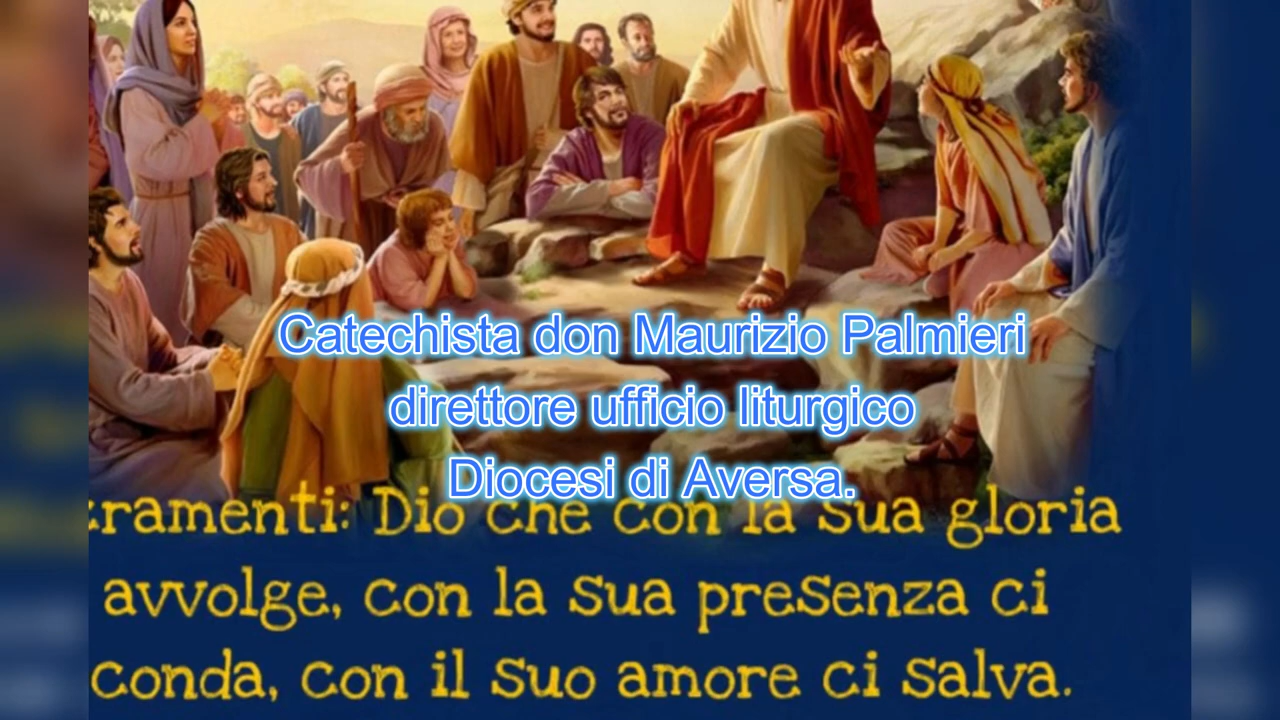 Catechista don Maurizio Palmieri
direttore ufficio liturgico
Diocesi di Aversa.
cramenti: Dio che con la sua gloria
avvolge, con la sua presenza ci
conda, con il suo amore ci salva.